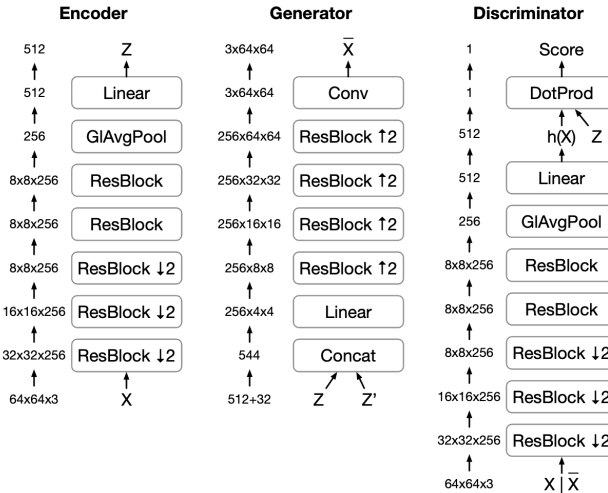 Encoder
512 Z
512 Linear
256 GlAvgPool
8x8x256 ResBlock
8x8x256 ResBlock
8x8x256 ResBlock ↓2
16x16x256 ResBlock ↓2
32x32x256 ResBlock ↓2
64x64x3 X
Generator
3x64x64 X̅
3x64x64 Conv
256x64x64 ResBlock ↑2
256x32x32 ResBlock ↑2
256x16x16 ResBlock ↑2
256x8x8 ResBlock ↑2
256x4x4 Linear
544 Concat
512+32 Z Z'
Discriminator
1 Score
1 DotProd
512 h(X) Z
512 Linear
256 GlAvgPool
8x8x256 ResBlock
8x8x256 ResBlock
8x8x256 ResBlock ↓2
16x16x256 ResBlock ↓2
32x32x256 ResBlock ↓2
64x64x3 X | X̅